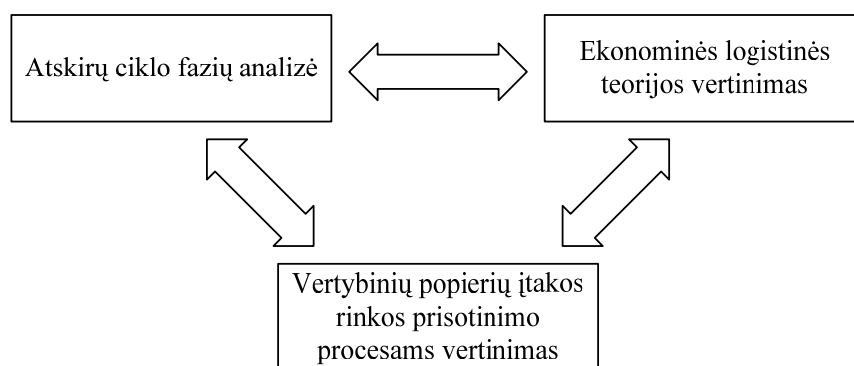 Atskirų ciklo fazių analizė
Ekonominės logistinės
teorijos vertinimas
Vertybinių popierių įtakos
rinkos prisotinimo
procesams vertinimas